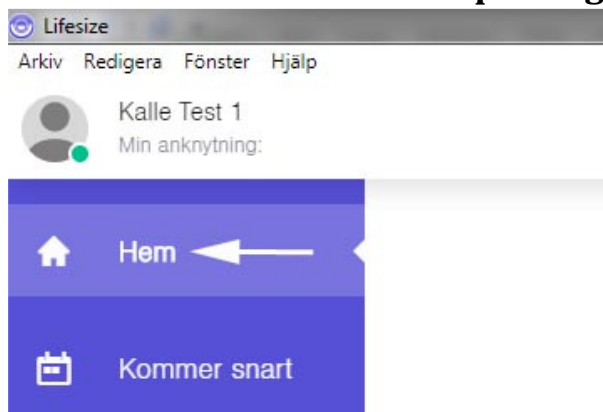 Lifesize
Arkiv Redigera Fönster Hjälp
Kalle Test 1
Min anknytning:
Hem
Kommer snart